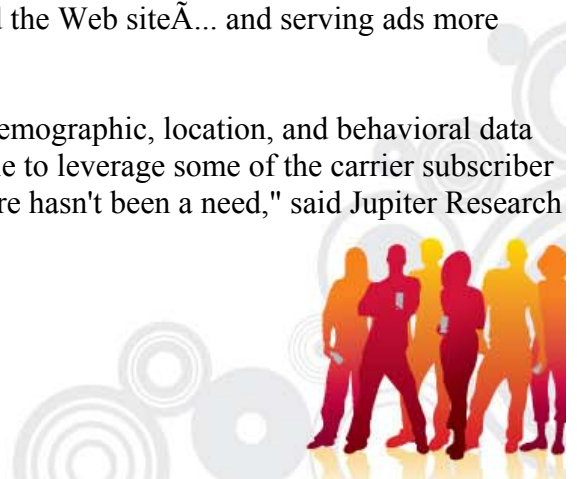 the Web siteÃ... and serving ads more
emographic, location, and behavioral data
e to leverage some of the carrier subscriber
re hasn't been a need," said Jupiter Research